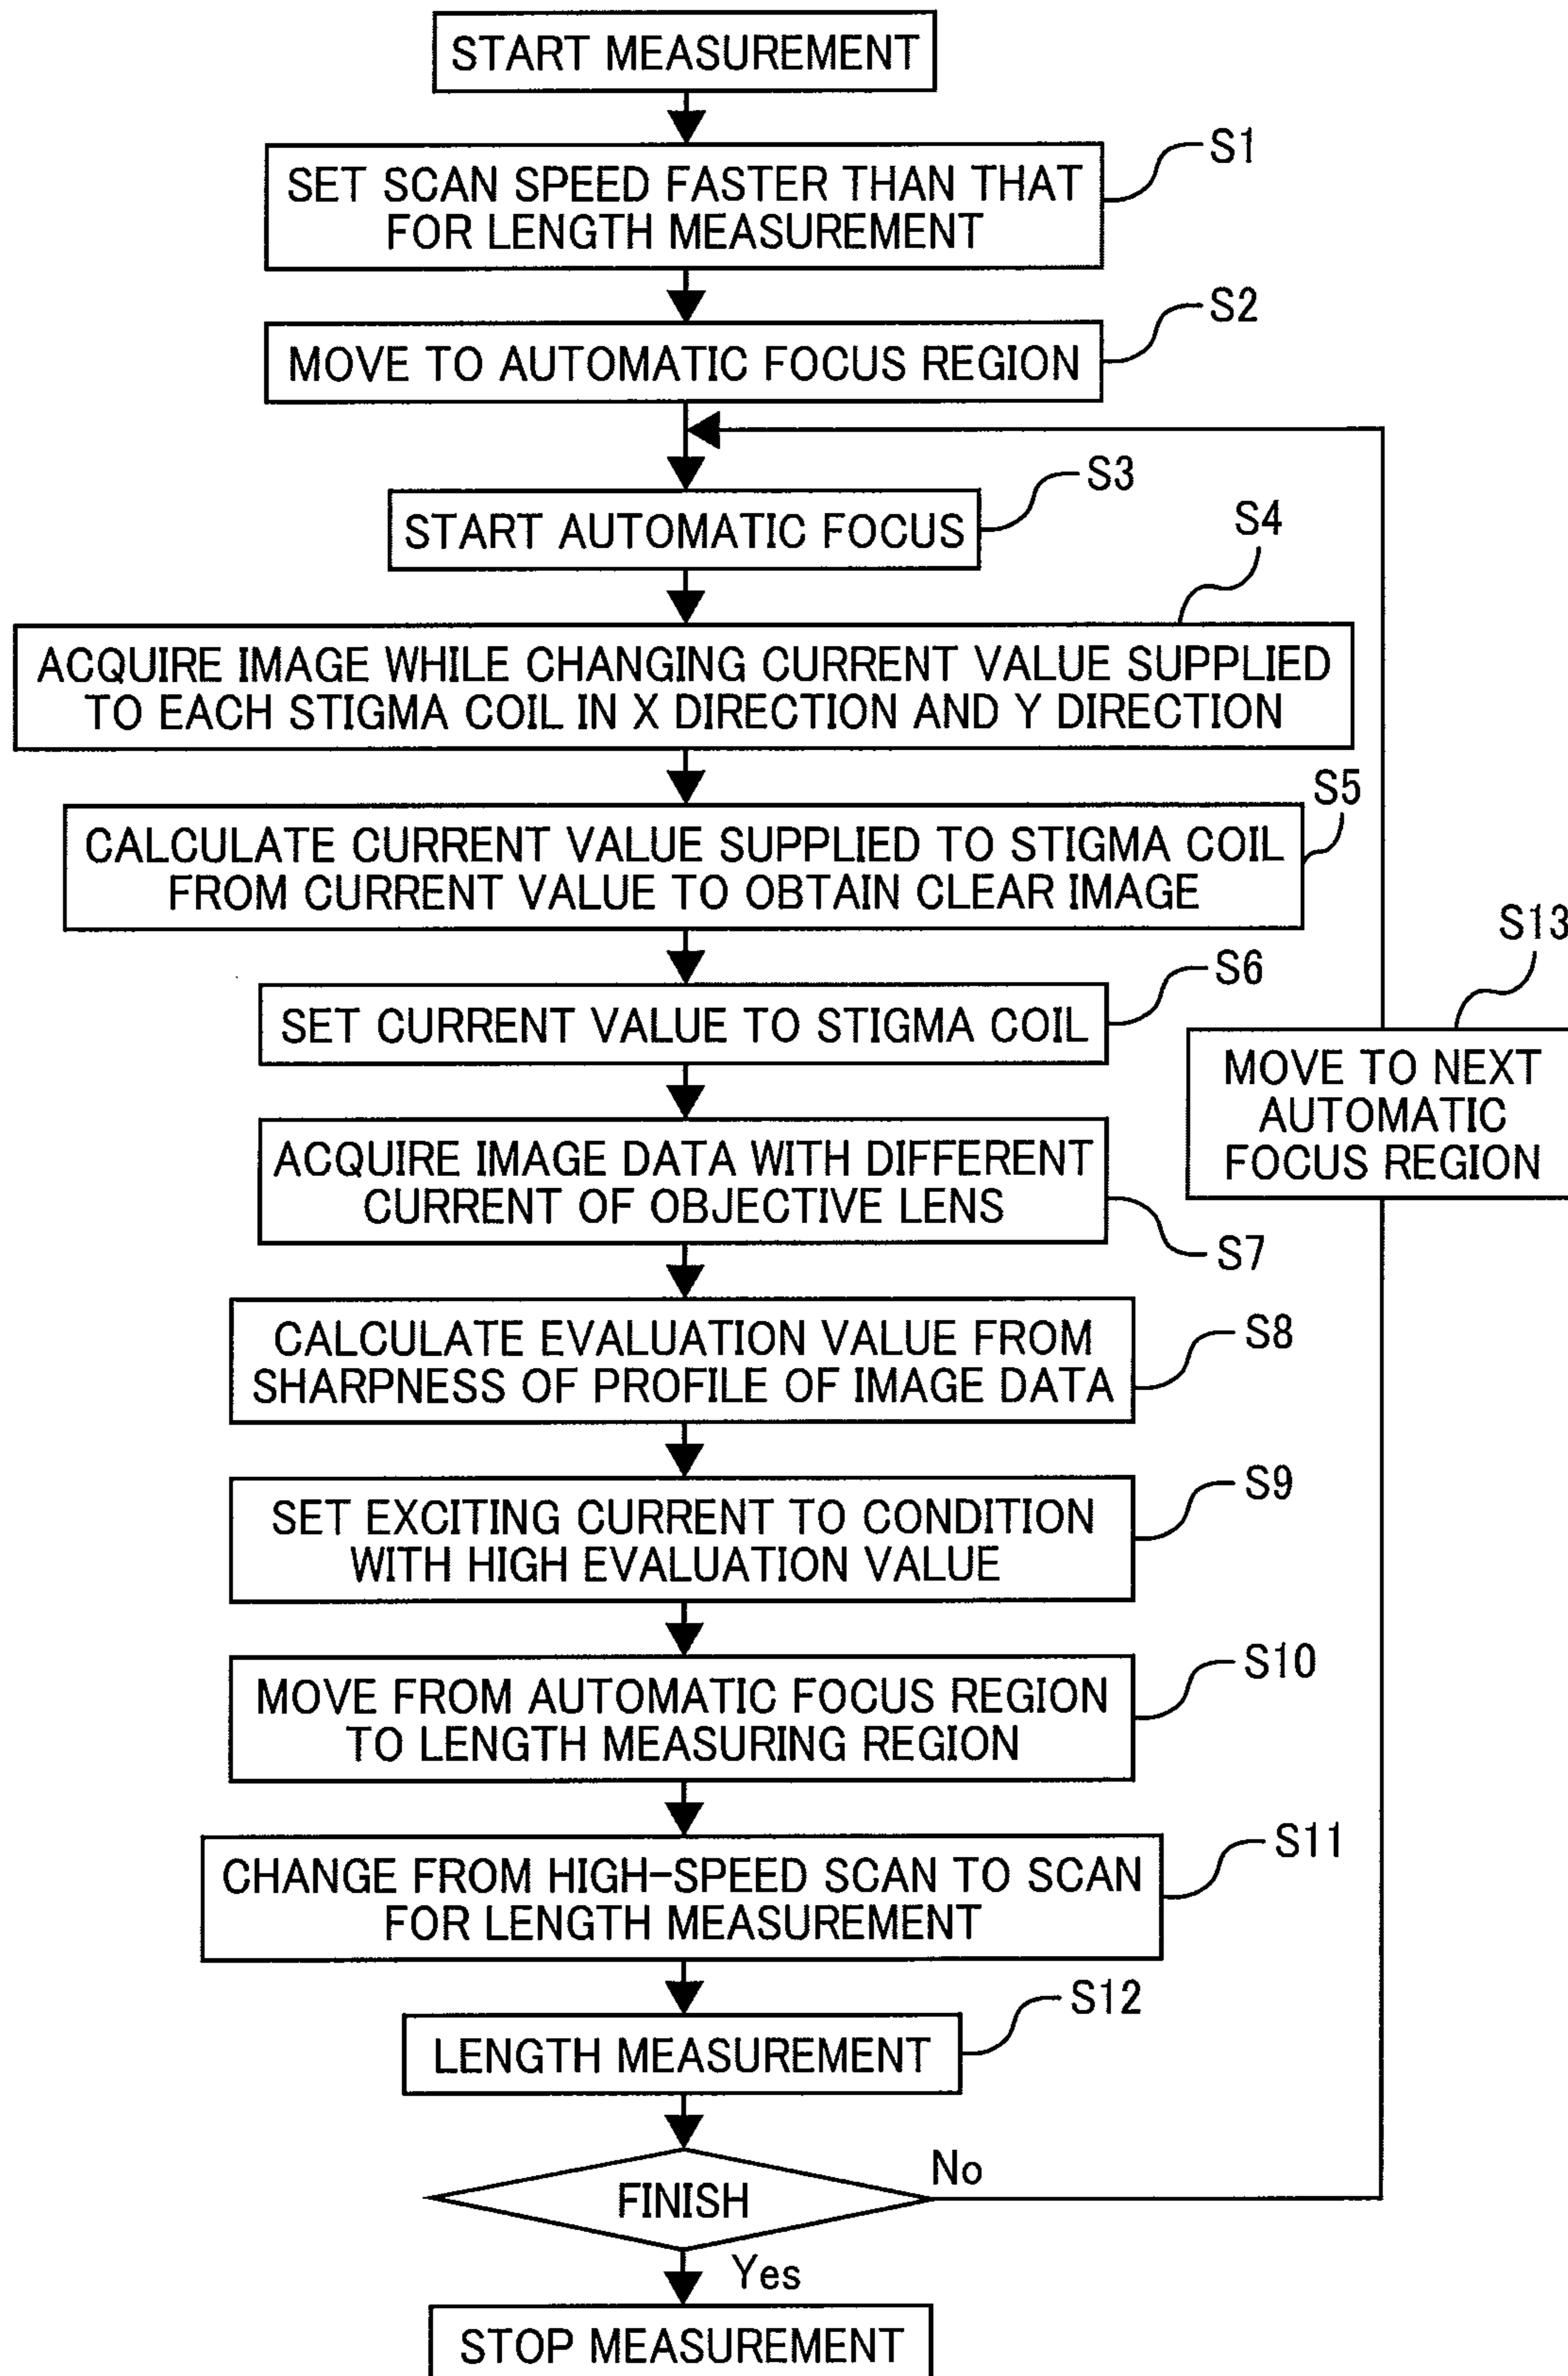 START MEASUREMENT
S1
SET SCAN SPEED FASTER THAN THAT
FOR LENGTH MEASUREMENT
S2
MOVE TO AUTOMATIC FOCUS REGION
S3
START AUTOMATIC FOCUS
S4
ACQUIRE IMAGE WHILE CHANGING CURRENT VALUE SUPPLIED
TO EACH STIGMA COIL IN X DIRECTION AND Y DIRECTION
S5
CALCULATE CURRENT VALUE SUPPLIED TO STIGMA COIL
FROM CURRENT VALUE TO OBTAIN CLEAR IMAGE
S6
SET CURRENT VALUE TO STIGMA COIL
S13
MOVE TO NEXT
AUTOMATIC
FOCUS REGION
ACQUIRE IMAGE DATA WITH DIFFERENT
CURRENT OF OBJECTIVE LENS
S7
CALCULATE EVALUATION VALUE FROM
SHARPNESS OF PROFILE OF IMAGE DATA
S8
SET EXCITING CURRENT TO CONDITION
WITH HIGH EVALUATION VALUE
S9
MOVE FROM AUTOMATIC FOCUS REGION
TO LENGTH MEASURING REGION
S10
CHANGE FROM HIGH-SPEED SCAN TO SCAN
FOR LENGTH MEASUREMENT
S11
S12
LENGTH MEASUREMENT
FINISH
No
Yes
STOP MEASUREMENT